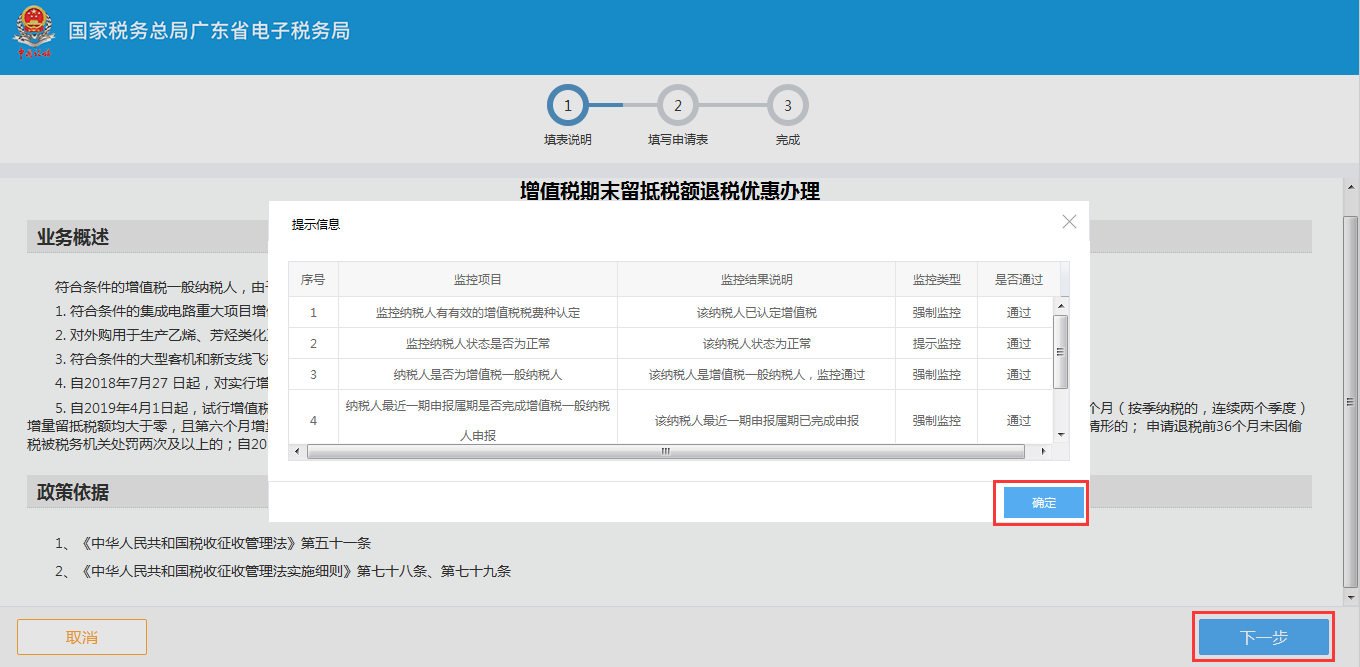 国家税务总局广东省电子税务局
1
2
3
填表说明
填写申请表
完成
增值税期末留抵税额退税优惠办理
业务概述
符合条件的增值税一般纳税人，由
1. 符合条件的集成电路重大项目增
2. 对外购用于生产乙烯、芳烃类化
3. 符合条件的大型客机和新支线飞
4. 自2018年7月27 日起，对实行增
5. 自2019年4月1日起，试行增值税
个月（按季纳税的，连续两个季度）
增量留抵税额均大于零，且第六个月增
情形的； 申请退税前36个月未因偷
税被税务机关处罚两次及以上的；自20
提示信息
序号 监控项目 监控结果说明 监控类型 是否通过
1 监控纳税人有有效的增值税税费种认定 该纳税人已认定增值税 强制监控 通过
2 监控纳税人状态是否为正常 该纳税人状态为正常 提示监控 通过
3 纳税人是否为增值税一般纳税人 该纳税人是增值税一般纳税人，监控通过 强制监控 通过
4 纳税人最近一期申报属期是否完成增值税一般纳税人申报 该纳税人最近一期申报属期已完成申报 强制监控 通过
确定
政策依据
1、《中华人民共和国税收征收管理法》第五十一条
2、《中华人民共和国税收征收管理法实施细则》第七十八条、第七十九条
取消
下一步